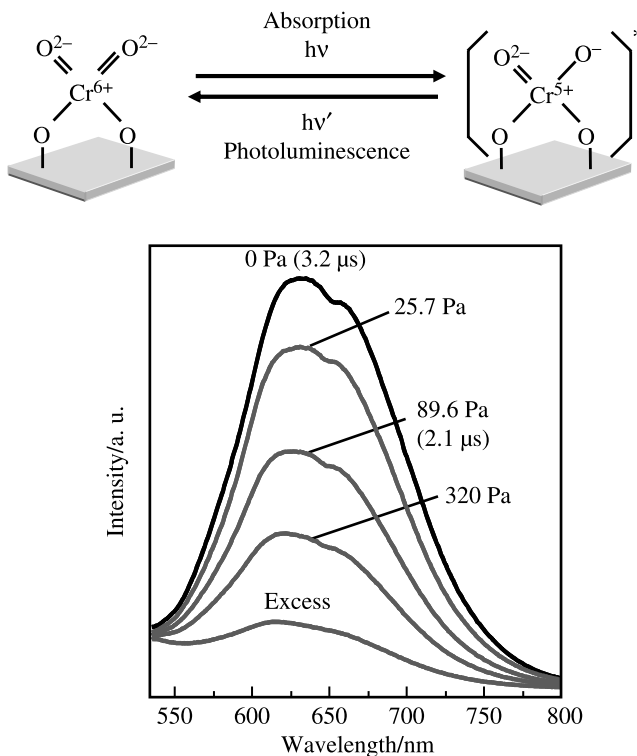 Absorption
hν
O²⁻ O²⁻
Cr⁶⁺
O O
hν′
Photoluminescence
O²⁻ O⁻
Cr⁵⁺
O O
0 Pa (3.2 µs)
25.7 Pa
89.6 Pa
(2.1 µs)
320 Pa
Excess
Intensity/a. u.
550 600 650 700 750 800
Wavelength/nm